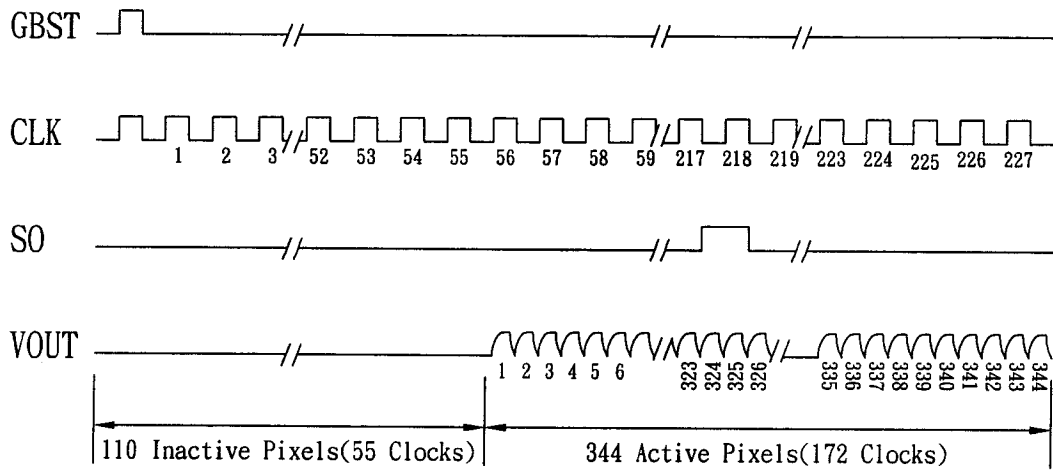 GBST
CLK
1 2 3 52 53 54 55 56 57 58 59 217 218 219 223 224 225 226 227
SO
VOUT
1 2 3 4 5 6 323 324 325 326 335 336 337 338 339 340 341 342 343 344
110 Inactive Pixels(55 Clocks) 344 Active Pixels(172 Clocks)